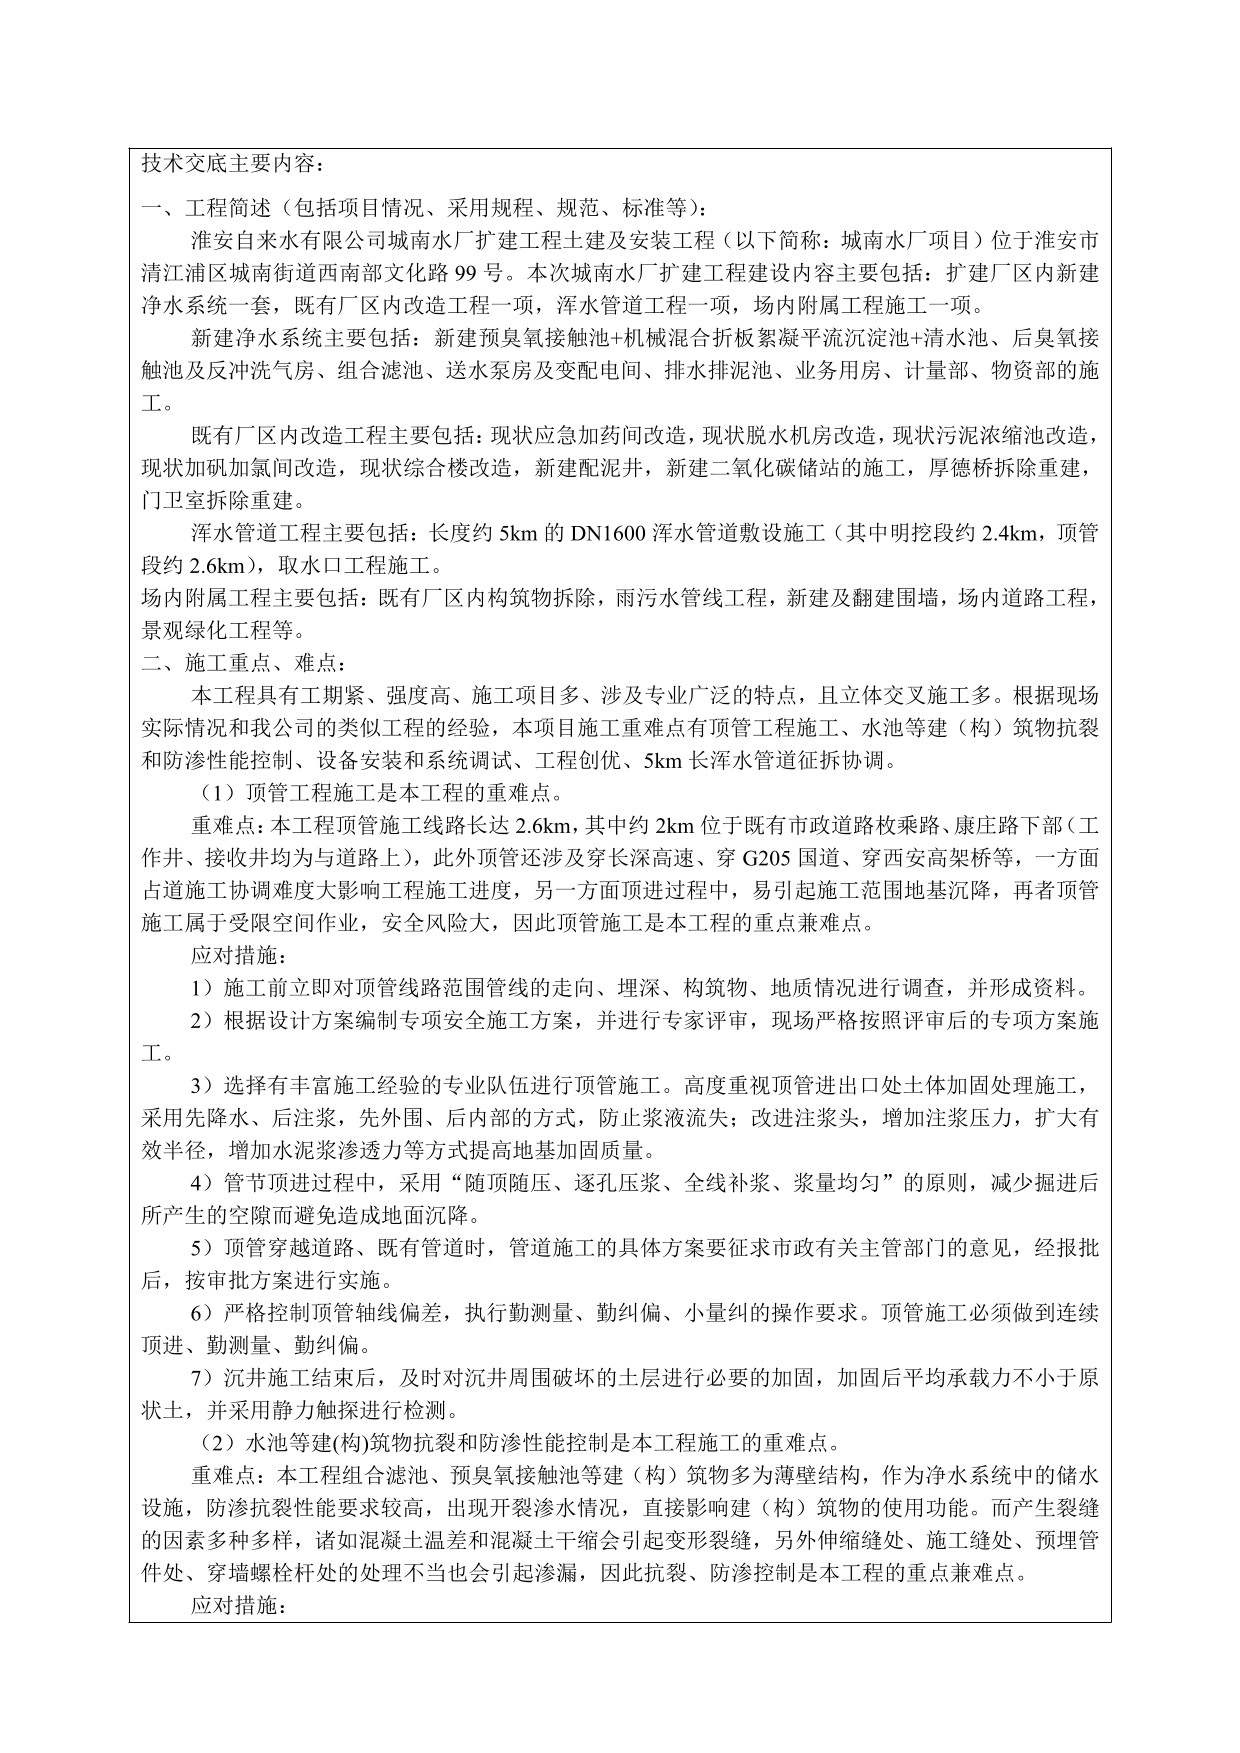 技术交底主要内容：
一、工程简述（包括项目情况、采用规程、规范、标准等）：
淮安自来水有限公司城南水厂扩建工程土建及安装工程（以下简称：城南水厂项目）位于淮安市
清江浦区城南街道西南部文化路 99 号。本次城南水厂扩建工程建设内容主要包括：扩建厂区内新建
净水系统一套，既有厂区内改造工程一项，浑水管道工程一项，场内附属工程施工一项。
新建净水系统主要包括：新建预臭氧接触池+机械混合折板絮凝平流沉淀池+清水池、后臭氧接
触池及反冲洗气房、组合滤池、送水泵房及变配电间、排水排泥池、业务用房、计量部、物资部的施
工。
既有厂区内改造工程主要包括：现状应急加药间改造，现状脱水机房改造，现状污泥浓缩池改造，
现状加矾加氯间改造，现状综合楼改造，新建配泥井，新建二氧化碳储站的施工，厚德桥拆除重建，
门卫室拆除重建。
浑水管道工程主要包括：长度约 5km 的 DN1600 浑水管道敷设施工（其中明挖段约 2.4km，顶管
段约 2.6km），取水口工程施工。
场内附属工程主要包括：既有厂区内构筑物拆除，雨污水管线工程，新建及翻建围墙，场内道路工程，
景观绿化工程等。
二、施工重点、难点：
本工程具有工期紧、强度高、施工项目多、涉及专业广泛的特点，且立体交叉施工多。根据现场
实际情况和我公司的类似工程的经验，本项目施工重难点有顶管工程施工、水池等建（构）筑物抗裂
和防渗性能控制、设备安装和系统调试、工程创优、5km 长浑水管道征拆协调。
（1）顶管工程施工是本工程的重难点。
重难点：本工程顶管施工线路长达 2.6km，其中约 2km 位于既有市政道路枚乘路、康庄路下部（工
作井、接收井均为与道路上），此外顶管还涉及穿长深高速、穿 G205 国道、穿西安高架桥等，一方面
占道施工协调难度大影响工程施工进度，另一方面顶进过程中，易引起施工范围地基沉降，再者顶管
施工属于受限空间作业，安全风险大，因此顶管施工是本工程的重点兼难点。
应对措施：
1）施工前立即对顶管线路范围管线的走向、埋深、构筑物、地质情况进行调查，并形成资料。
2）根据设计方案编制专项安全施工方案，并进行专家评审，现场严格按照评审后的专项方案施
工。
3）选择有丰富施工经验的专业队伍进行顶管施工。高度重视顶管进出口处土体加固处理施工，
采用先降水、后注浆，先外围、后内部的方式，防止浆液流失；改进注浆头，增加注浆压力，扩大有
效半径，增加水泥浆渗透力等方式提高地基加固质量。
4）管节顶进过程中，采用“随顶随压、逐孔压浆、全线补浆、浆量均匀”的原则，减少掘进后
所产生的空隙而避免造成地面沉降。
5）顶管穿越道路、既有管道时，管道施工的具体方案要征求市政有关主管部门的意见，经报批
后，按审批方案进行实施。
6）严格控制顶管轴线偏差，执行勤测量、勤纠偏、小量纠的操作要求。顶管施工必须做到连续
顶进、勤测量、勤纠偏。
7）沉井施工结束后，及时对沉井周围破坏的土层进行必要的加固，加固后平均承载力不小于原
状土，并采用静力触探进行检测。
（2）水池等建(构)筑物抗裂和防渗性能控制是本工程施工的重难点。
重难点：本工程组合滤池、预臭氧接触池等建（构）筑物多为薄壁结构，作为净水系统中的储水
设施，防渗抗裂性能要求较高，出现开裂渗水情况，直接影响建（构）筑物的使用功能。而产生裂缝
的因素多种多样，诸如混凝土温差和混凝土干缩会引起变形裂缝，另外伸缩缝处、施工缝处、预埋管
件处、穿墙螺栓杆处的处理不当也会引起渗漏，因此抗裂、防渗控制是本工程的重点兼难点。
应对措施：